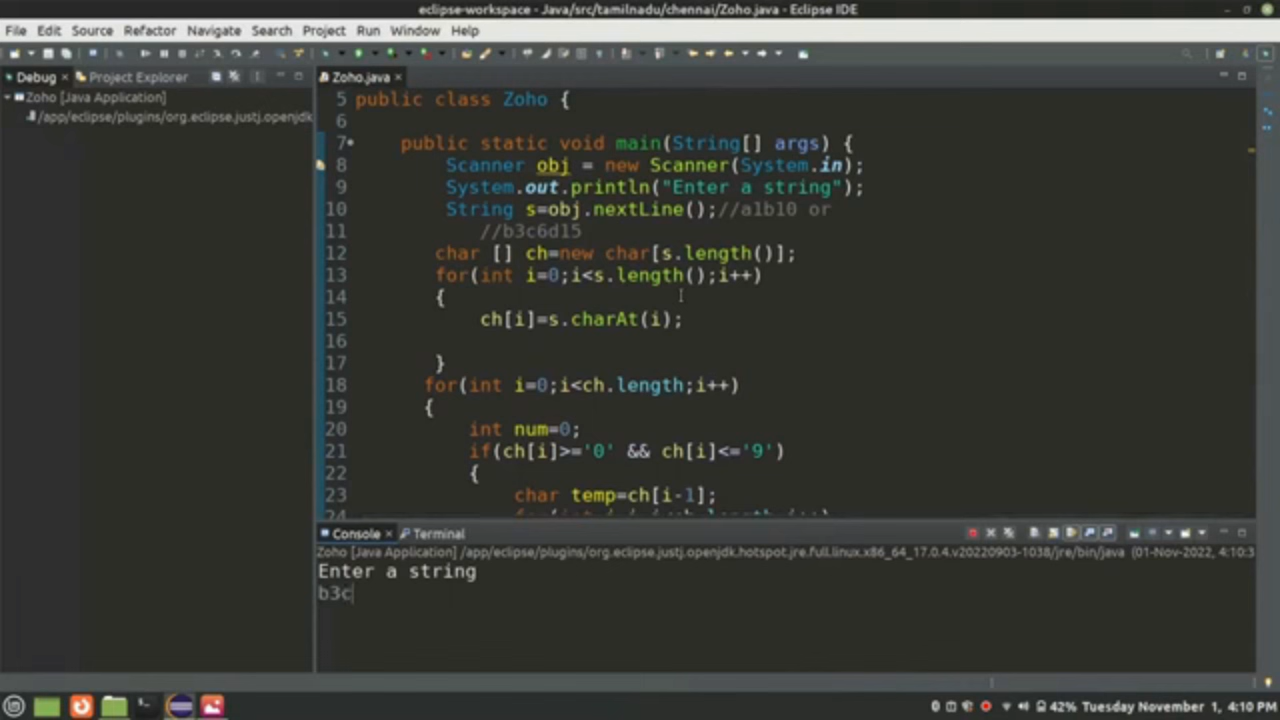 eclipse-workspace - Java/src/tamilnadu/chennai/Zoho.java - Eclipse IDE
File Edit Source Refactor Navigate Search Project Run Window Help
Debug Project Explorer Zoho.java
Zoho [Java Application]
/app/eclipse/plugins/org.eclipse.justj.openjdk
5 public class Zoho {
6
7 public static void main(String[] args) {
8 Scanner obj = new Scanner(System.in);
9 System.out.println("Enter a string");
10 String s=obj.nextLine();//a1b10 or
11 //b3c6d15
12 char [] ch=new char[s.length()];
13 for(int i=0;i<s.length();i++)
14 {
15 ch[i]=s.charAt(i);
16
17 }
18 for(int i=0;i<ch.length;i++)
19 {
20 int num=0;
21 if(ch[i]>='0' && ch[i]<='9')
22 {
23 char temp=ch[i-1];
24
Console Terminal
Zoho [Java Application] /app/eclipse/plugins/org.eclipse.justj.openjdk.hotspot.jre.full.linux.x86_64_17.0.4.v20220903-1038/jre/bin/java (01-Nov-2022, 4:10:3
Enter a string
b3c
42% Tuesday November 1, 4:10 PM